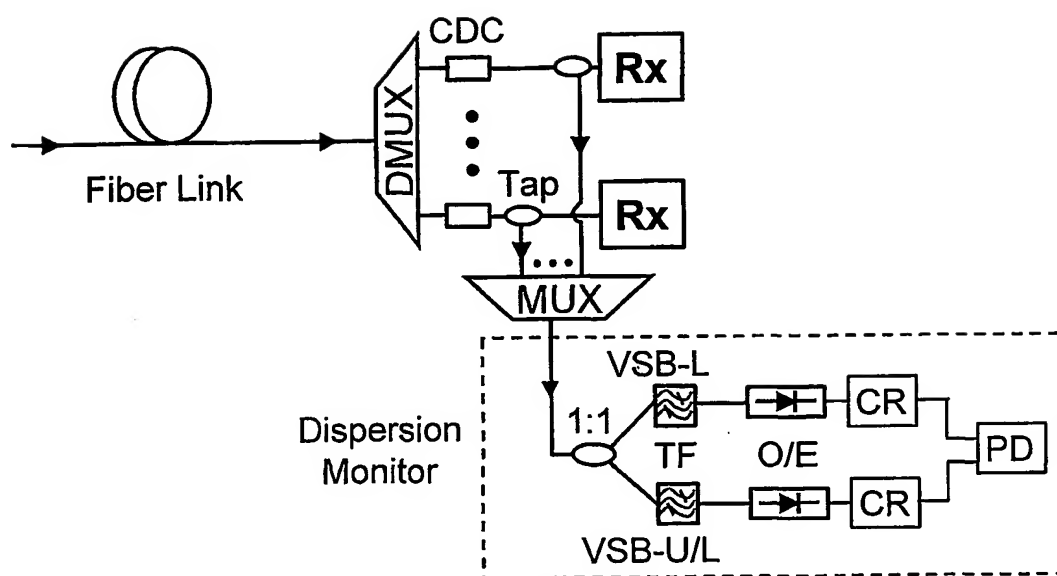 CDC
Rx
DMUX
Fiber Link
Tap
Rx
MUX
VSB-L
1:1
CR
Dispersion
Monitor
TF
O/E
PD
CR
VSB-U/L